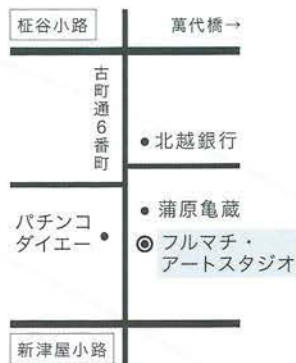 柾谷小路
萬代橋→
古町通6番町
北越銀行
蒲原亀蔵
パチンコ
ダイエー
フルマチ・
アートスタジオ
新津屋小路